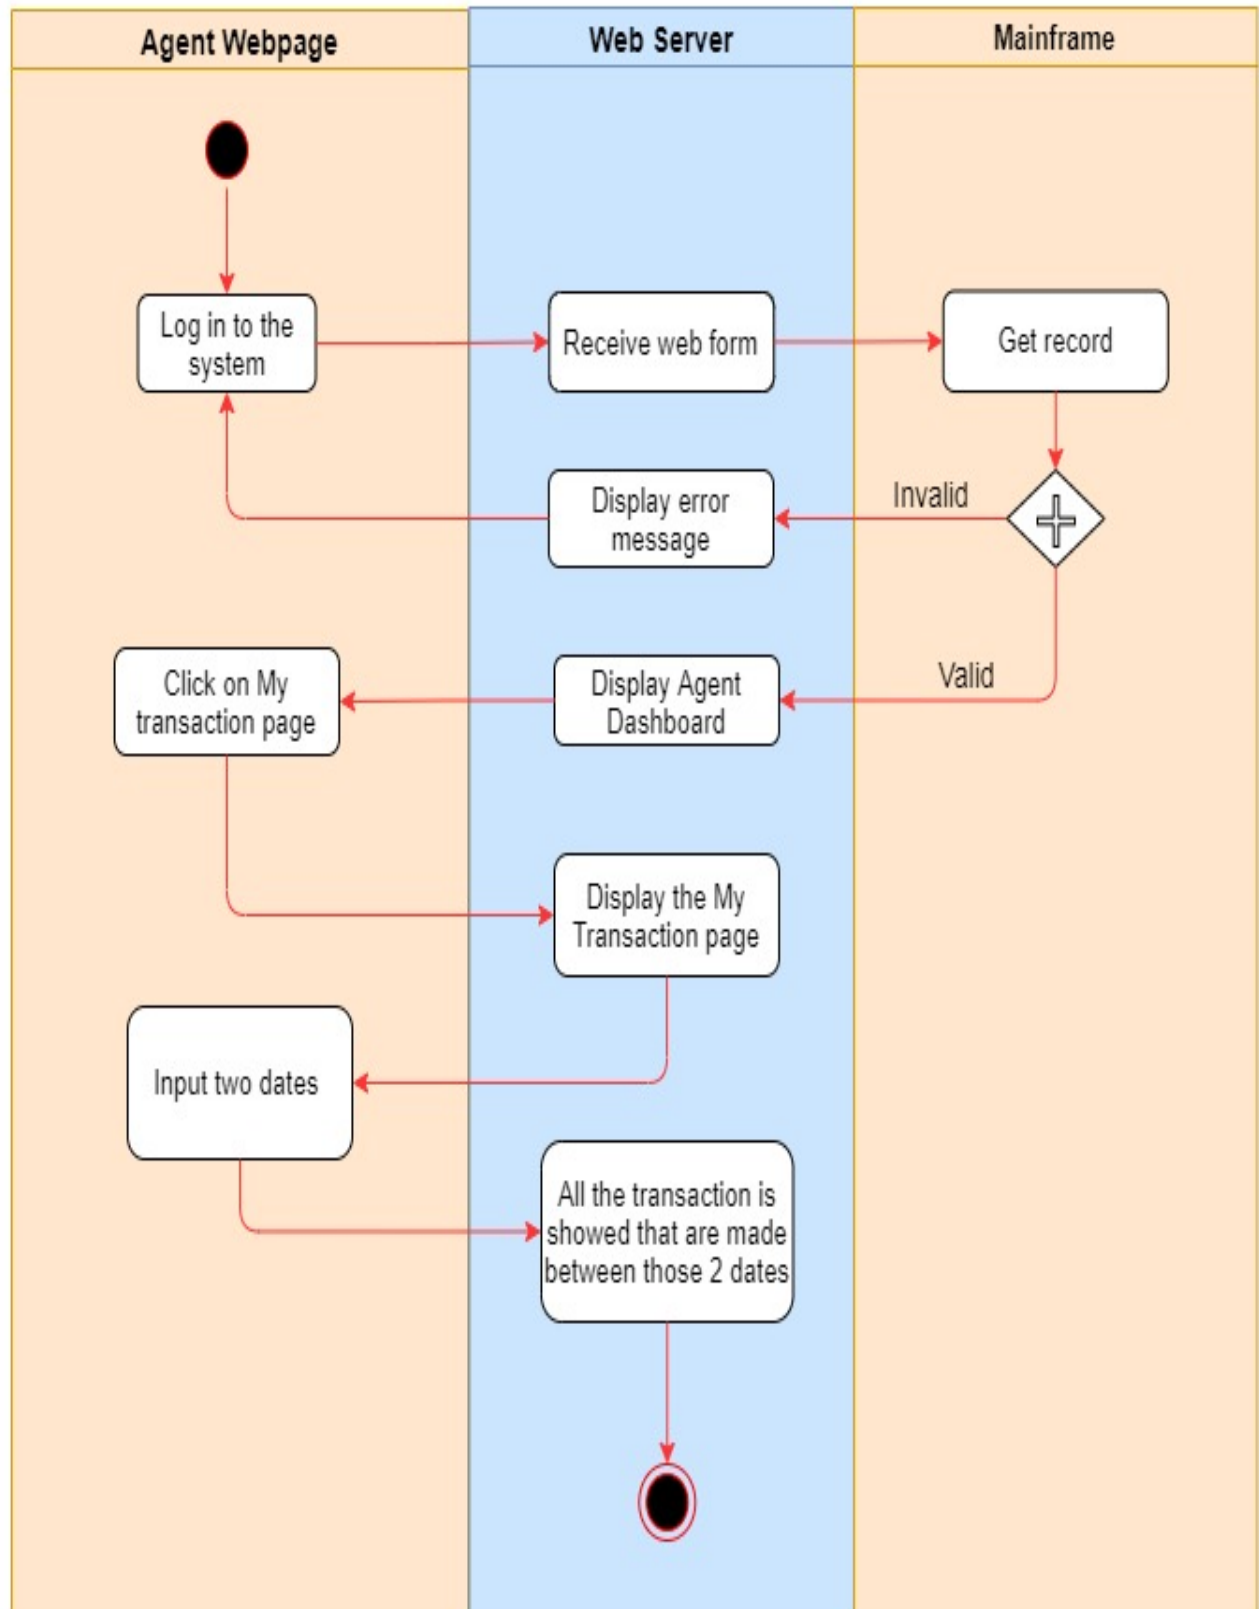 Agent Webpage
Web Server
Mainframe
Log in to the
system
Receive web form
Get record
Display error
message
Invalid
Click on My
transaction page
Display Agent
Dashboard
Valid
Display the My
Transaction page
Input two dates
All the transaction is
showed that are made
between those 2 dates